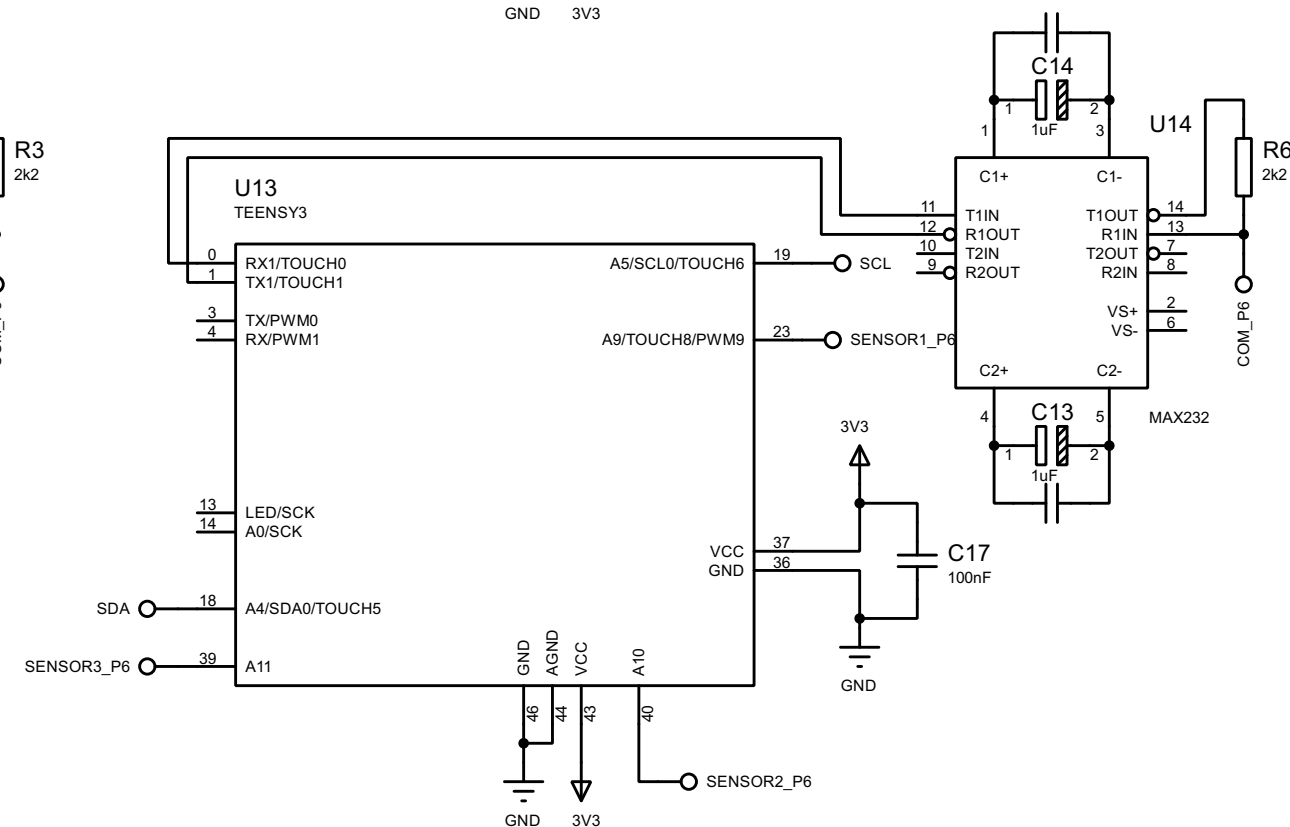 GND 3V3
C14
1 2
1uF
1 3
U14
R3
2k2
R6
2k2
U13
TEENSY3
C1+ C1-
11 T1IN T1OUT 14
12 R1OUT R1IN 13
10 T2IN T2OUT 7
9 R2OUT R2IN 8
VS+ 2
VS- 6
C2+ C2-
4 5
MAX232
COM_P6
0 RX1/TOUCH0 A5/SCL0/TOUCH6 19 SCL
1 TX1/TOUCH1
3 TX/PWM0
4 RX/PWM1 A9/TOUCH8/PWM9 23 SENSOR1_P6
C13
1 2
1uF
3V3
13 LED/SCK
14 A0/SCK
VCC 37
GND 36
C17
100nF
SDA 18 A4/SDA0/TOUCH5
SENSOR3_P6 39 A11
GND AGND VCC A10
46 44 43 40
GND
SENSOR2_P6
GND 3V3